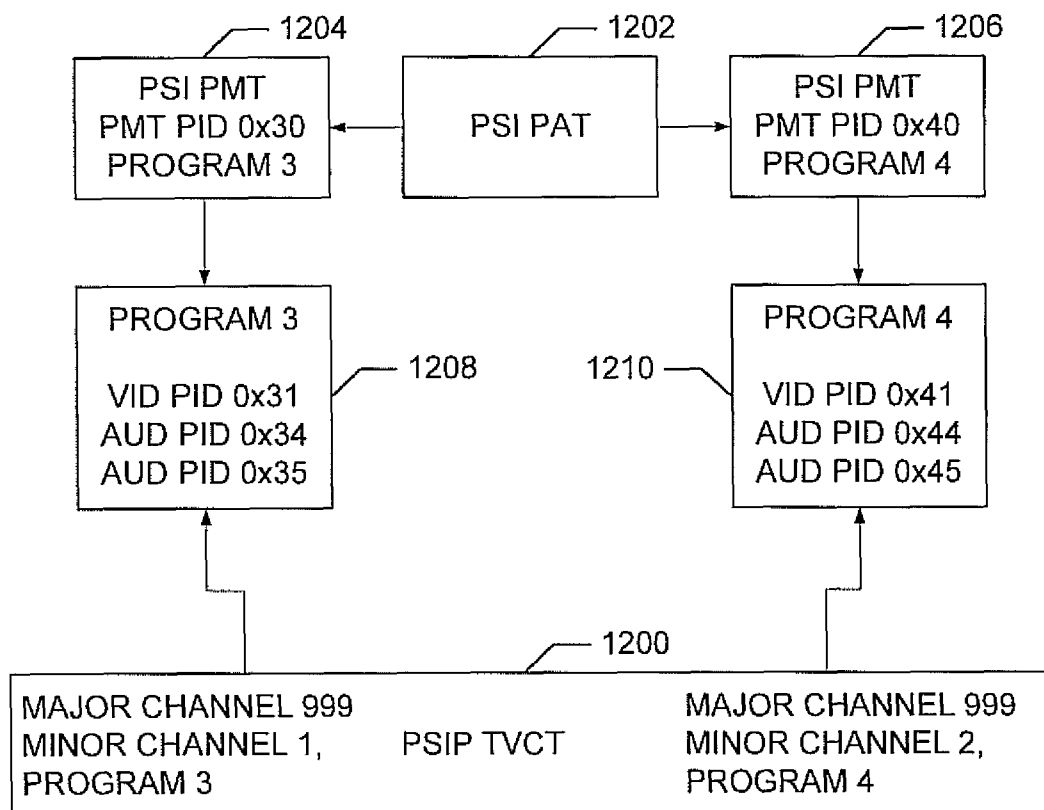 1204
1202
1206
PSI PMT
PMT PID 0x30
PROGRAM 3
PSI PAT
PSI PMT
PMT PID 0x40
PROGRAM 4
PROGRAM 3
VID PID 0x31
AUD PID 0x34
AUD PID 0x35
1208
1210
PROGRAM 4
VID PID 0x41
AUD PID 0x44
AUD PID 0x45
1200
MAJOR CHANNEL 999
MINOR CHANNEL 1,
PROGRAM 3
PSIP TVCT
MAJOR CHANNEL 999
MINOR CHANNEL 2,
PROGRAM 4